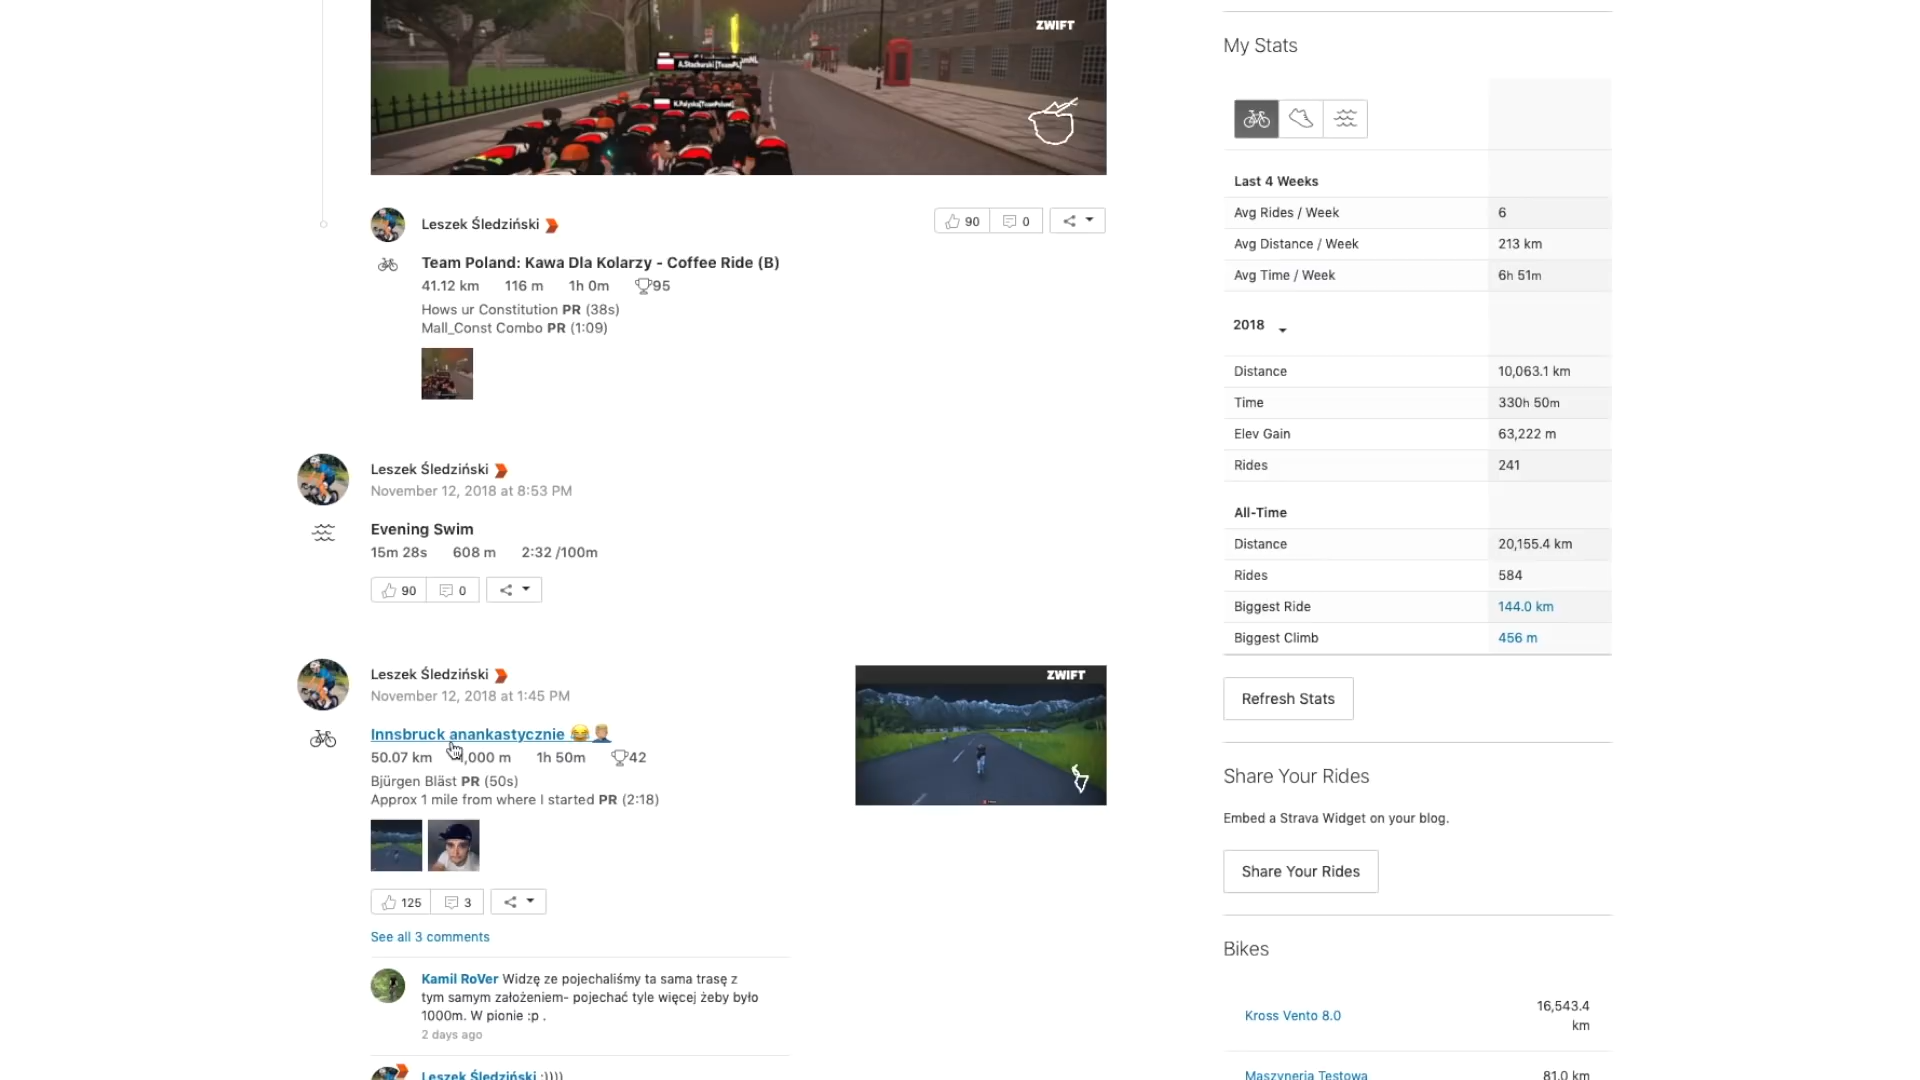 ZWIFT
A.Stachurski [TeamPL]
Leszek Śledziński
90
0
Team Poland: Kawa Dla Kolarzy - Coffee Ride (B)
41.12 km 116 m 1h 0m 95
Hows ur Constitution PR (38s)
Mall_Const Combo PR (1:09)
Leszek Śledziński
November 12, 2018 at 8:53 PM
Evening Swim
15m 28s 608 m 2:32 /100m
90 0
Leszek Śledziński
November 12, 2018 at 1:45 PM
Innsbruck anankastycznie 😂🤦🏼‍♂️
50.07 km 1,000 m 1h 50m 42
Bjürgen Bläst PR (50s)
Approx 1 mile from where I started PR (2:18)
ZWIFT
125 3
See all 3 comments
Kamil RoVer Widzę ze pojechaliśmy ta sama trasę z
tym samym założeniem- pojechać tyle więcej żeby było
1000m. W pionie :p .
2 days ago
Leszek Śledziński :))))
My Stats
Last 4 Weeks
Avg Rides / Week 6
Avg Distance / Week 213 km
Avg Time / Week 6h 51m
2018
Distance 10,063.1 km
Time 330h 50m
Elev Gain 63,222 m
Rides 241
All-Time
Distance 20,155.4 km
Rides 584
Biggest Ride 144.0 km
Biggest Climb 456 m
Refresh Stats
Share Your Rides
Embed a Strava Widget on your blog.
Share Your Rides
Bikes
Kross Vento 8.0 16,543.4
km
Maszyneria Testowa 81.0 km